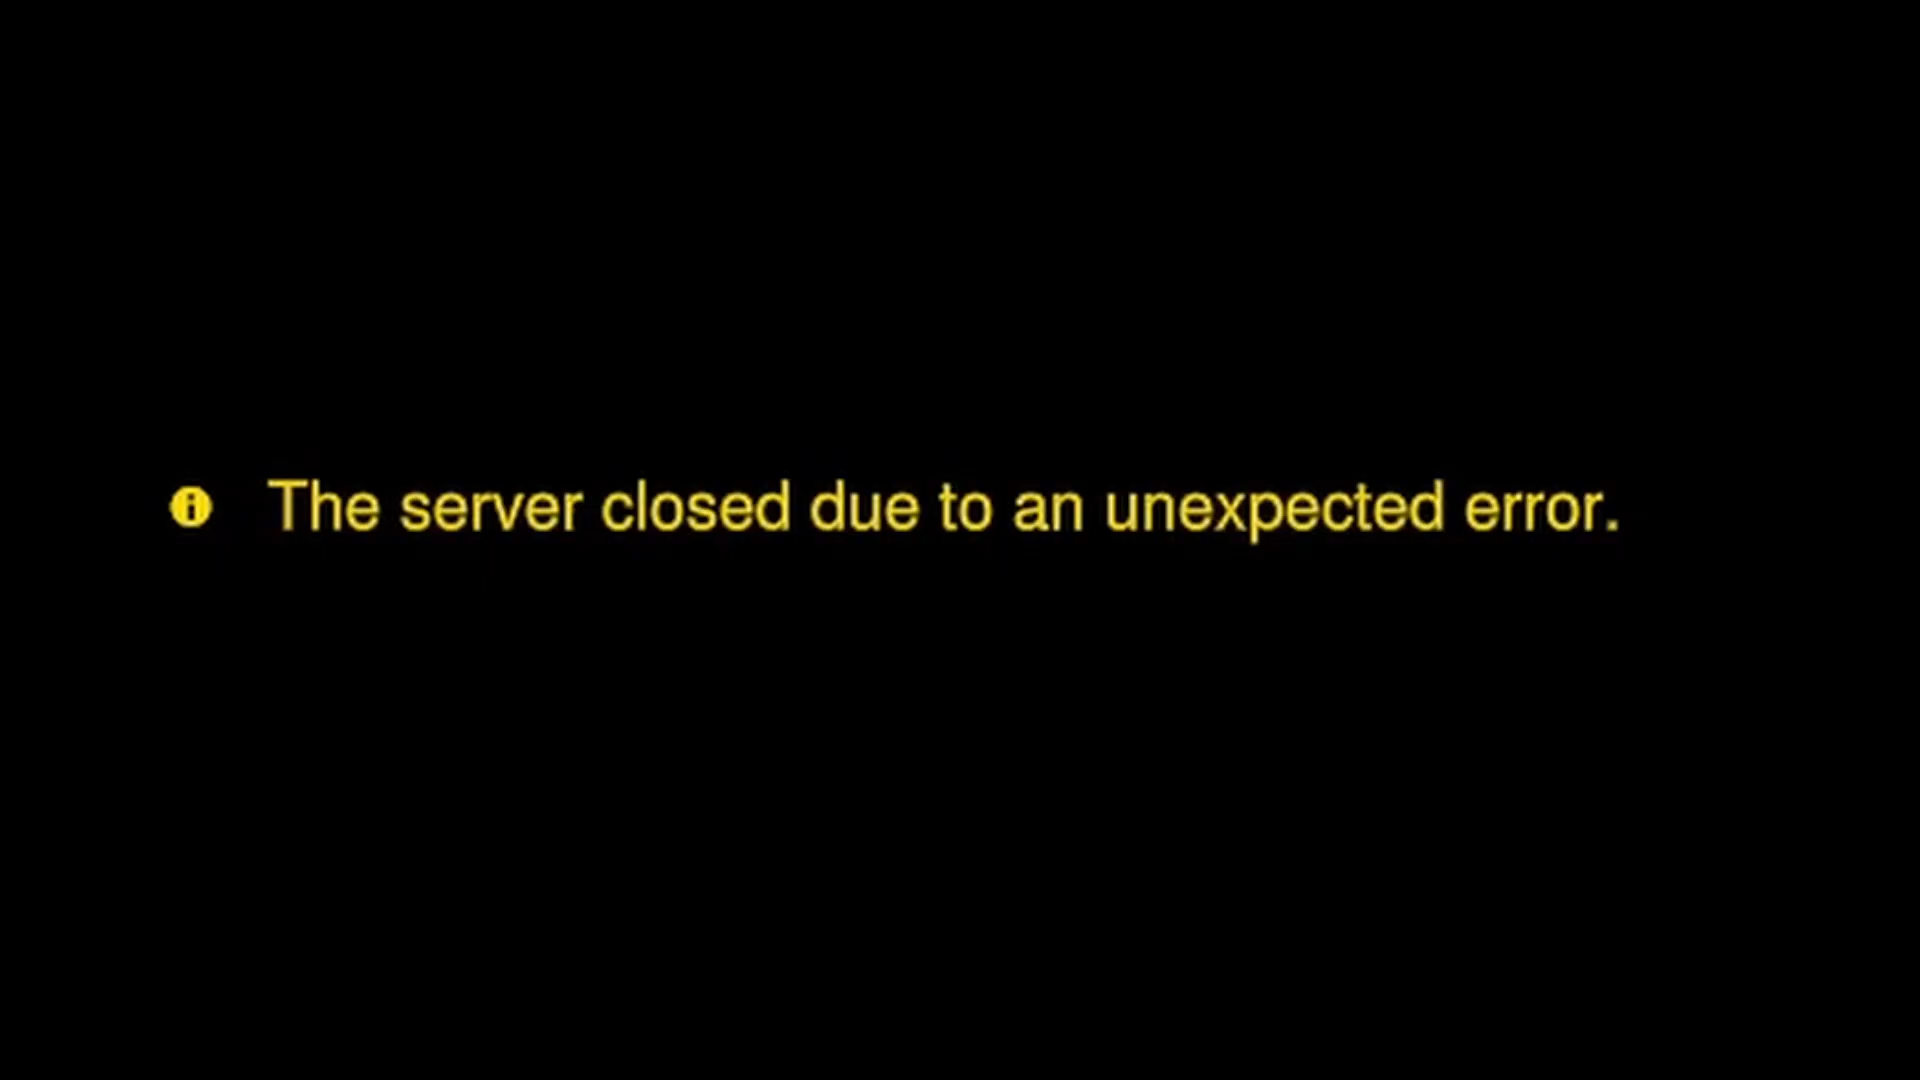 The server closed due to an unexpected error.